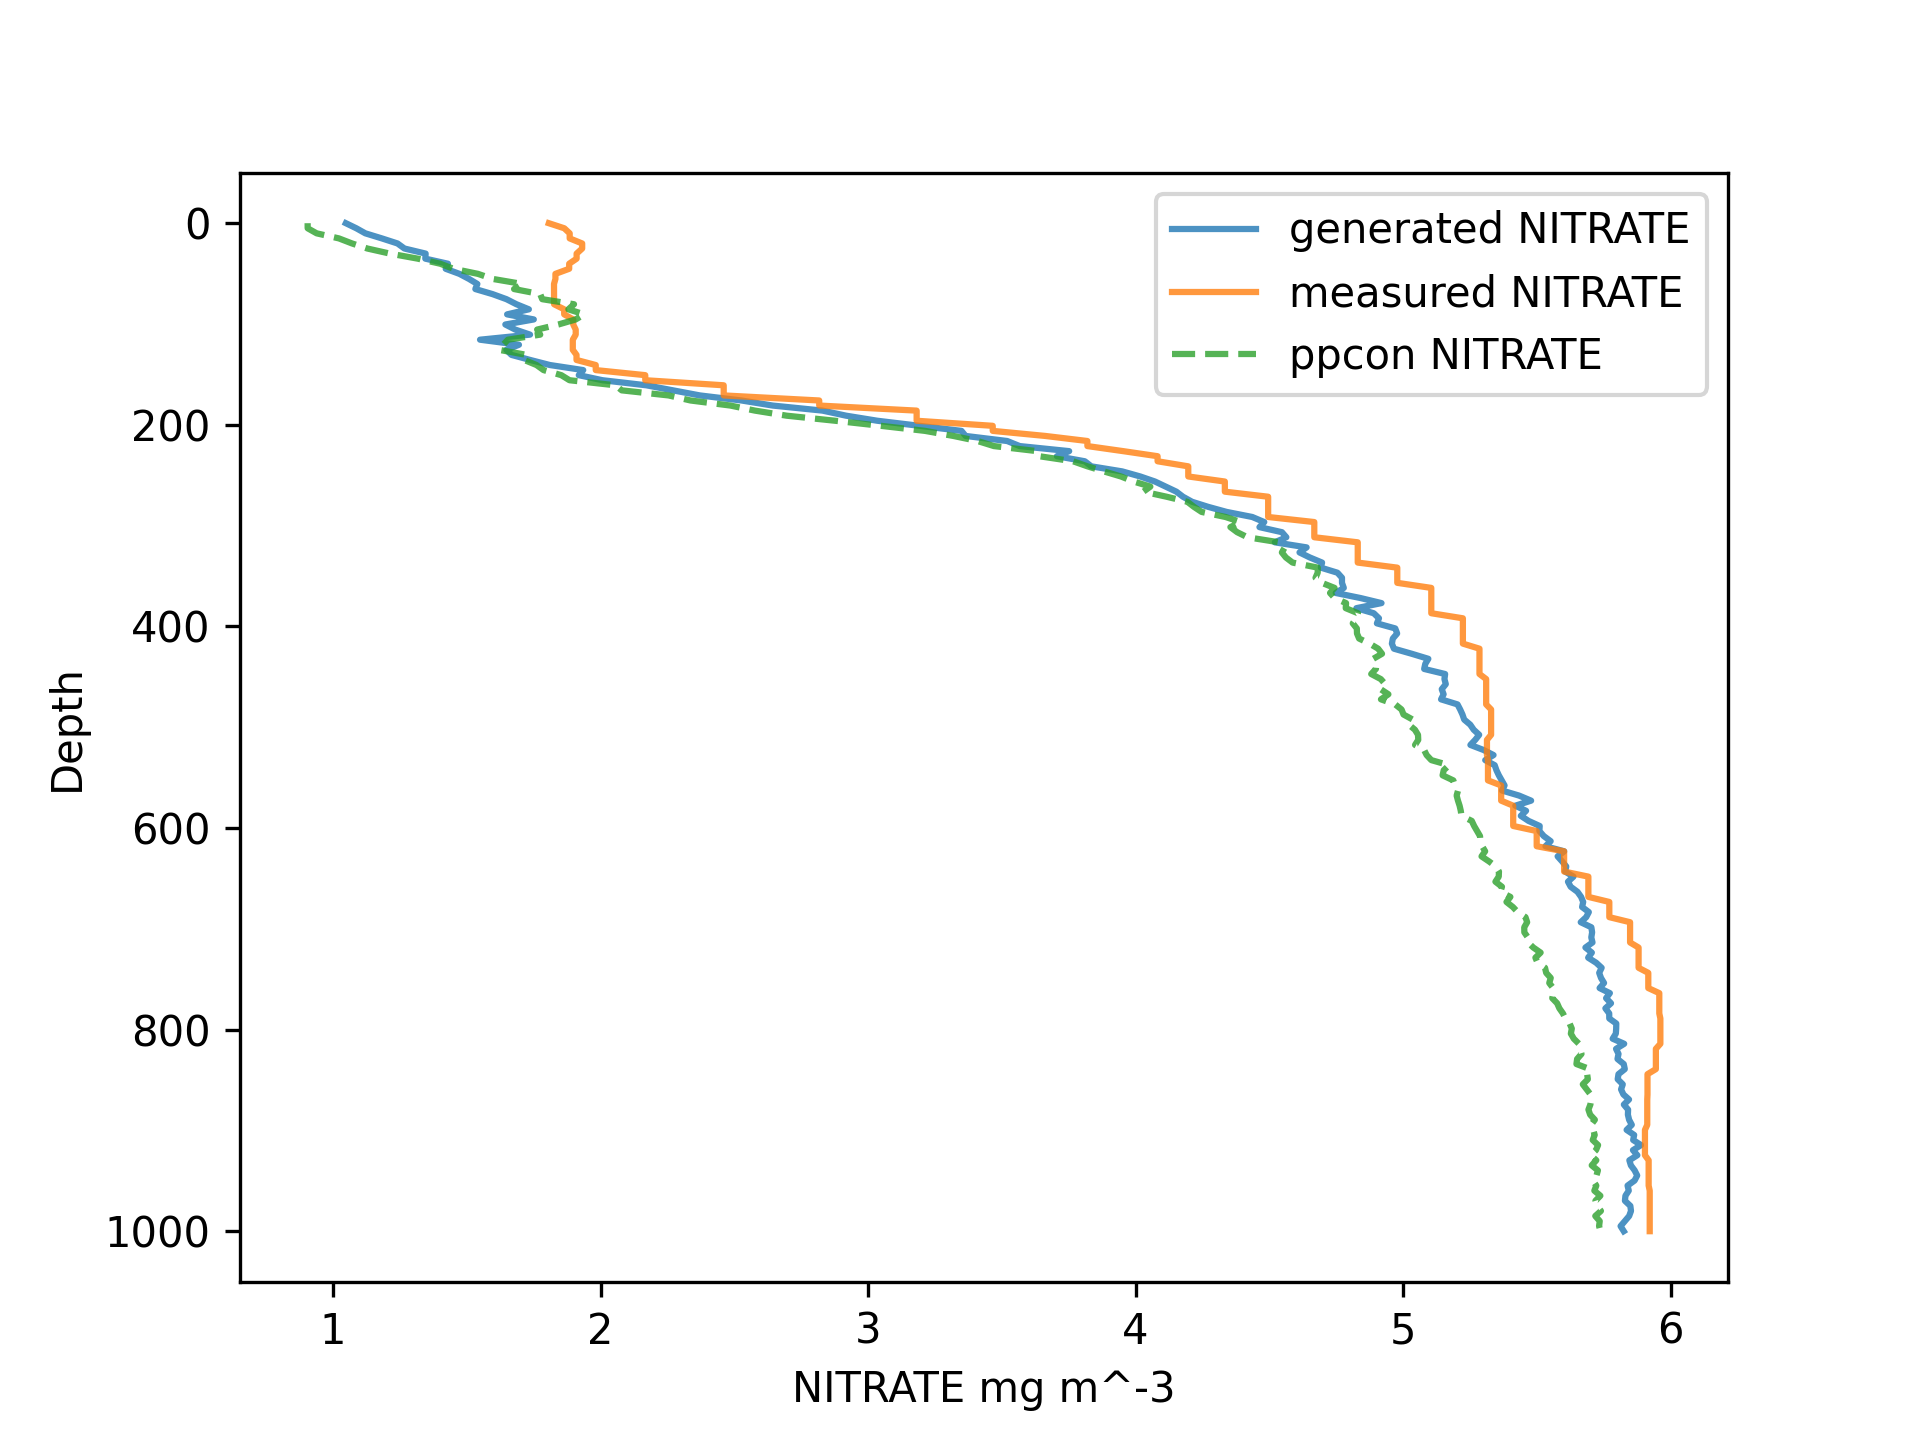 generated NITRATE
measured NITRATE
ppcon NITRATE
0
200
400
600
800
1000
Depth
1 2 3 4 5 6
NITRATE mg m^-3